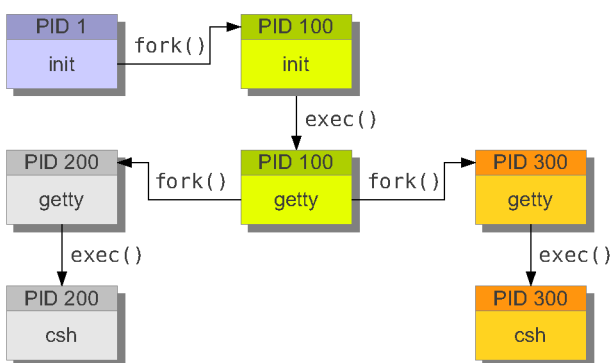 PID 1
init
fork()
PID 100
init
exec()
PID 200
getty
fork()
PID 100
getty
fork()
PID 300
getty
exec()
exec()
PID 200
csh
PID 300
csh